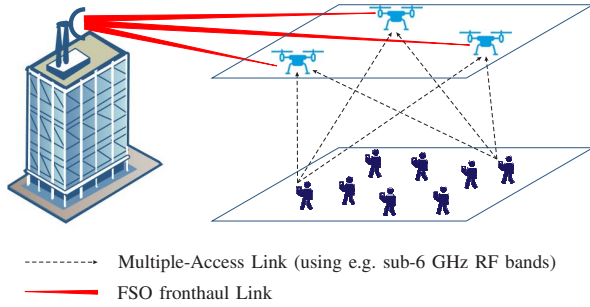 Multiple-Access Link (using e.g. sub-6 GHz RF bands)
FSO fronthaul Link